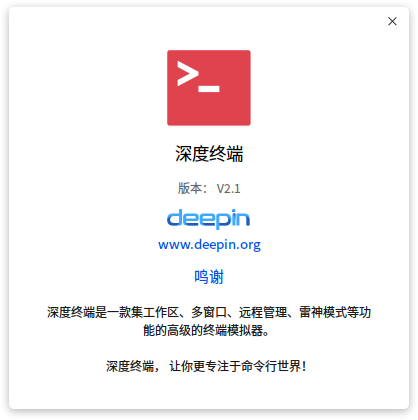 深度终端
版本： V2.1
deepin
www.deepin.org
鸣谢
深度终端是一款集工作区、多窗口、远程管理、雷神模式等功
能的高级的终端模拟器。
深度终端， 让你更专注于命令行世界！